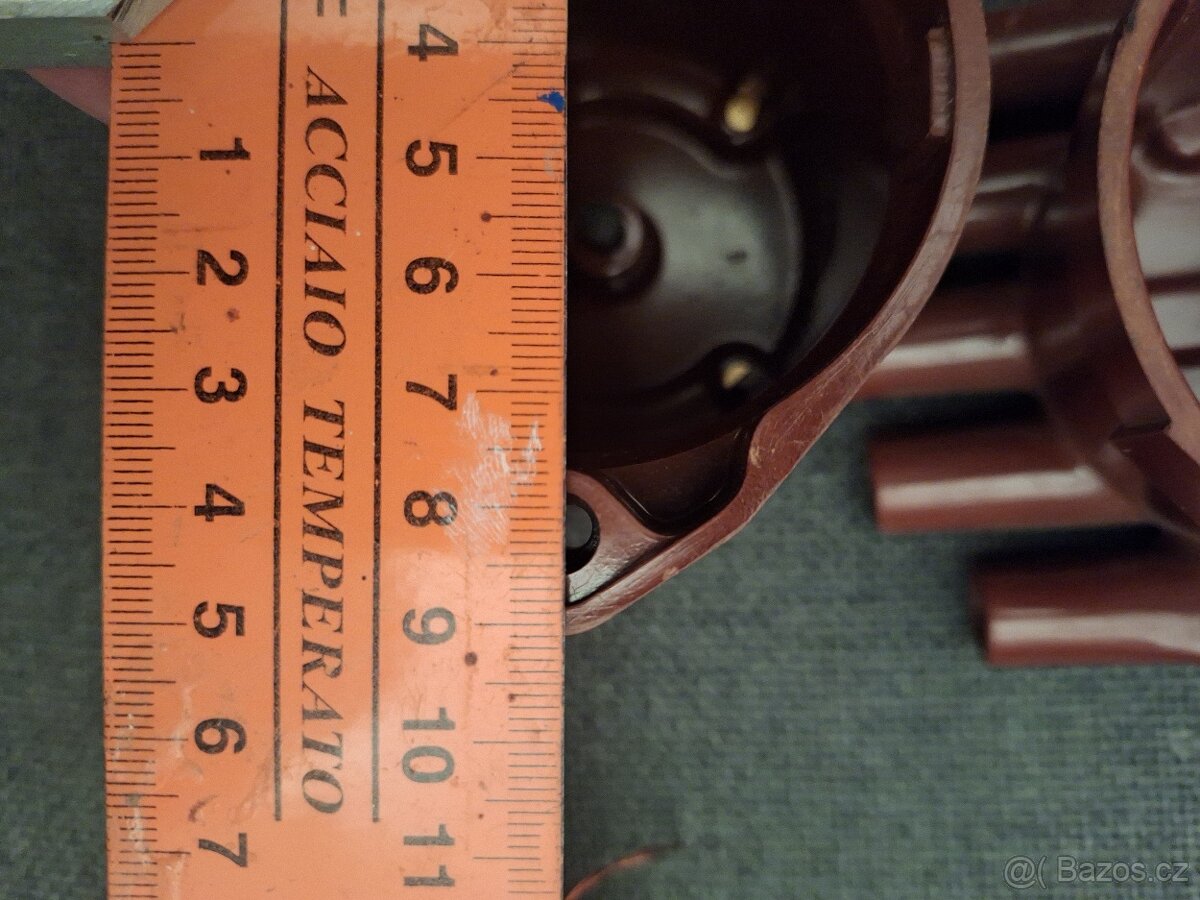 =
ACCIAIO TEMPERATO
4 5 6 7 8 9 10 11
1 2 3 4 5 6 7
@( Bazos.cz